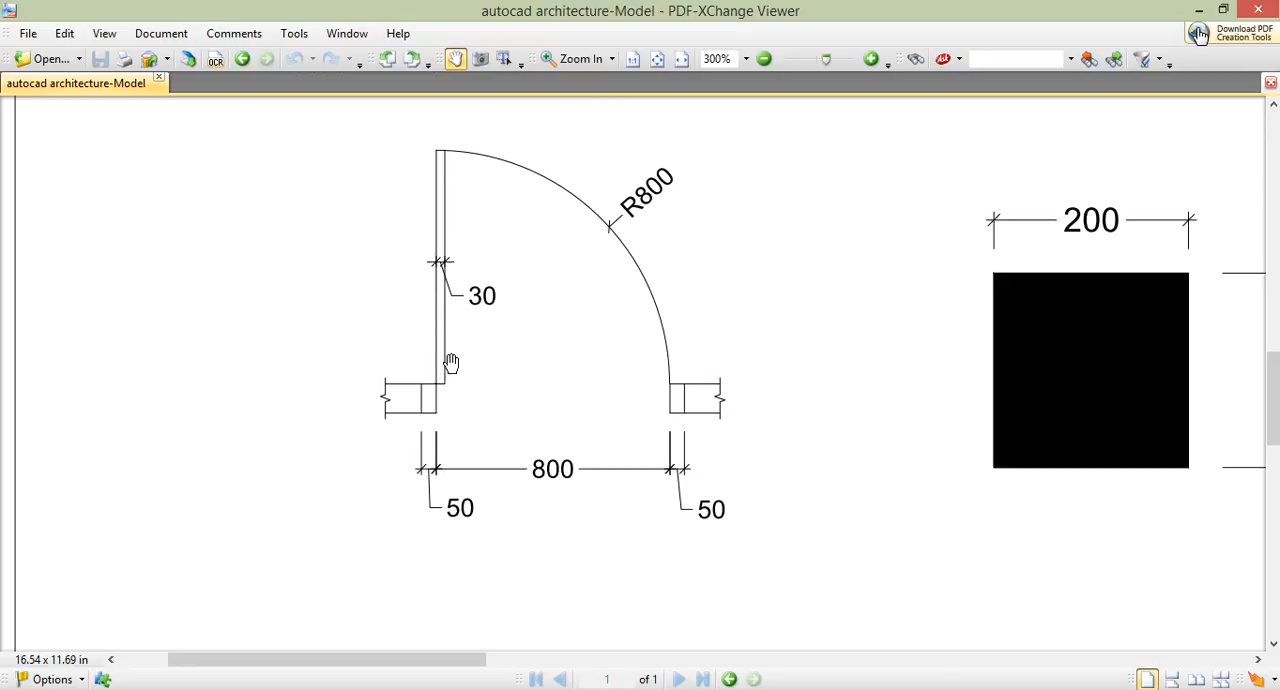 autocad architecture-Model - PDF-XChange Viewer
File Edit View Document Comments Tools Window Help
Download PDF
Creation Tools
Open... OCR Zoom In 300%
autocad architecture-Model
R800
200
30
800
50
50
16.54 x 11.69 in
Options 1 of 1